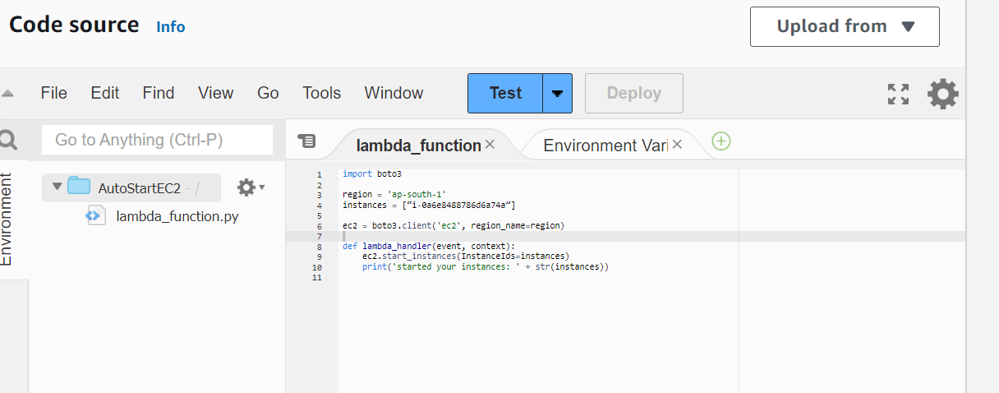 Code source Info
Upload from
File Edit Find View Go Tools Window Test Deploy
Go to Anything (Ctrl-P)
lambda_function Environment Vari
Environment
AutoStartEC2 - /
lambda_function.py
1 import boto3
2
3 region = 'ap-south-1'
4 instances = [“i-0a6e8488786d6a74a”]
5
6 ec2 = boto3.client('ec2', region_name=region)
7
8 def lambda_handler(event, context):
9 ec2.start_instances(InstanceIds=instances)
10 print('started your instances: ' + str(instances))
11